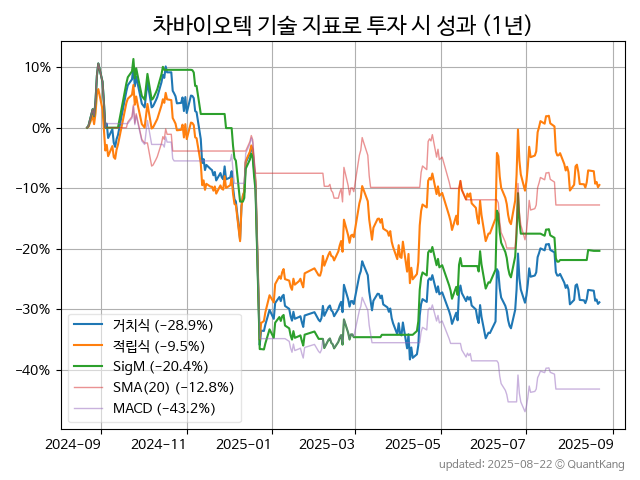 차바이오텍 기술 지표로 투자 시 성과 (1년)
10%
0%
−10%
−20%
−30%
−40%
거치식 (−28.9%)
적립식 (−9.5%)
SigM (−20.4%)
SMA(20) (−12.8%)
MACD (−43.2%)
2024-09
2024-11
2025-01
2025-03
2025-05
2025-07
2025-09
updated: 2025-08-22 © QuantKang